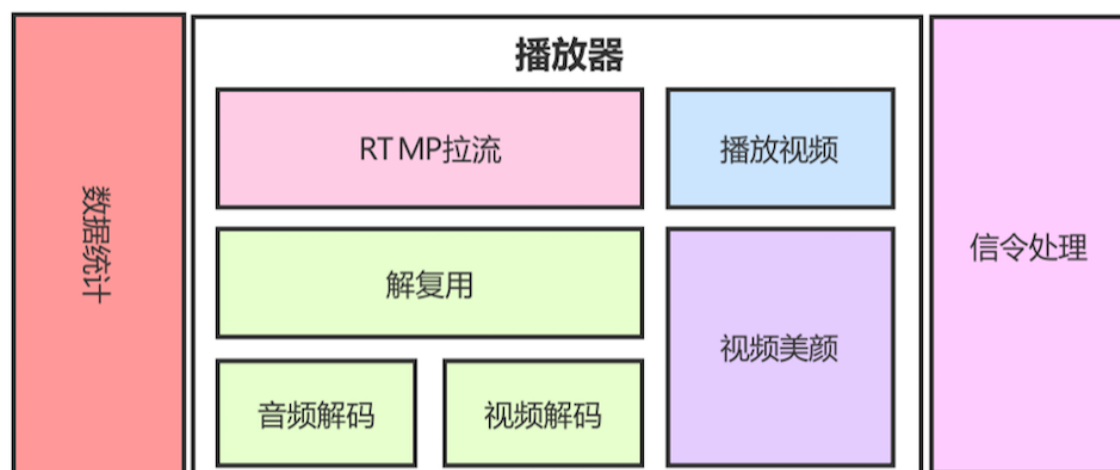 播放器
数据统计
RTMP拉流
播放视频
信令处理
解复用
视频美颜
音频解码
视频解码